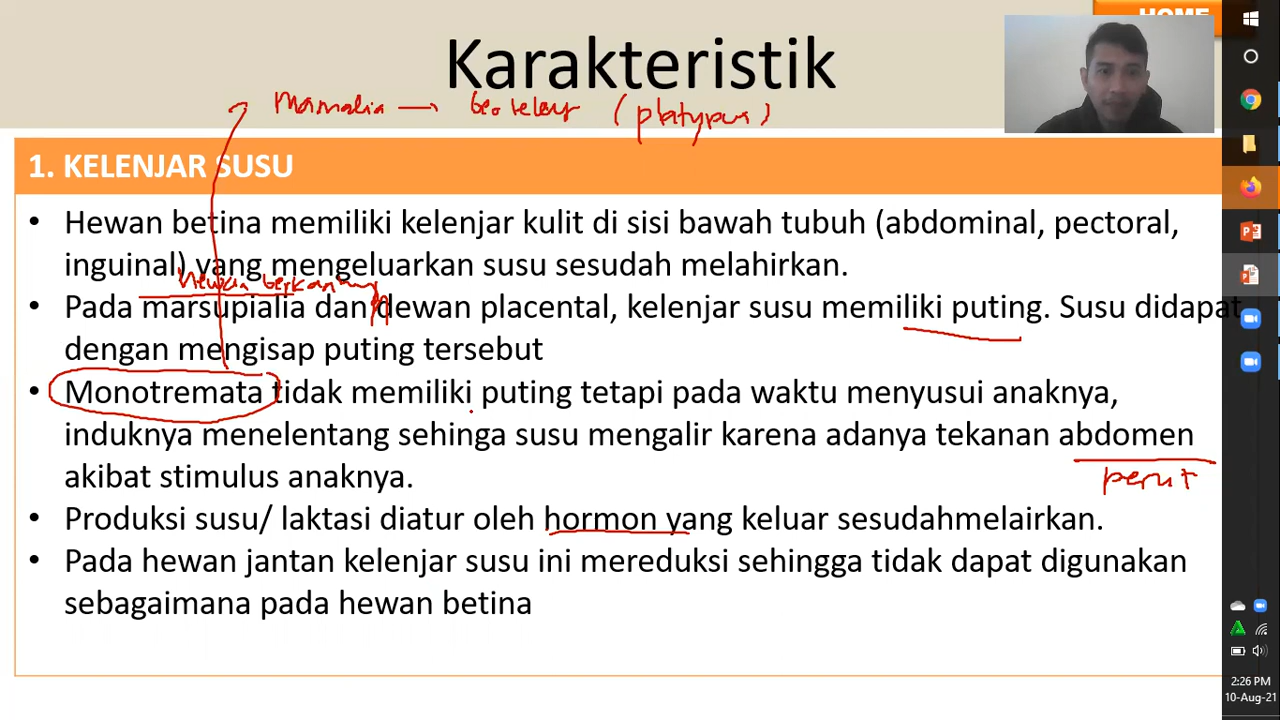 HOME
Karakteristik
Mamalia → bertelur (platypus)
1. KELENJAR SUSU
• Hewan betina memiliki kelenjar kulit di sisi bawah tubuh (abdominal, pectoral,
inguinal) yang mengeluarkan susu sesudah melahirkan.
hewan berkantung
• Pada marsupialia dan dewan placental, kelenjar susu memiliki puting. Susu didapat
dengan mengisap puting tersebut
• Monotremata tidak memiliki puting tetapi pada waktu menyusui anaknya,
induknya menelentang sehinga susu mengalir karena adanya tekanan abdomen
perut
akibat stimulus anaknya.
• Produksi susu/ laktasi diatur oleh hormon yang keluar sesudahmelairkan.
• Pada hewan jantan kelenjar susu ini mereduksi sehingga tidak dapat digunakan
sebagaimana pada hewan betina
2:26 PM
10-Aug-21